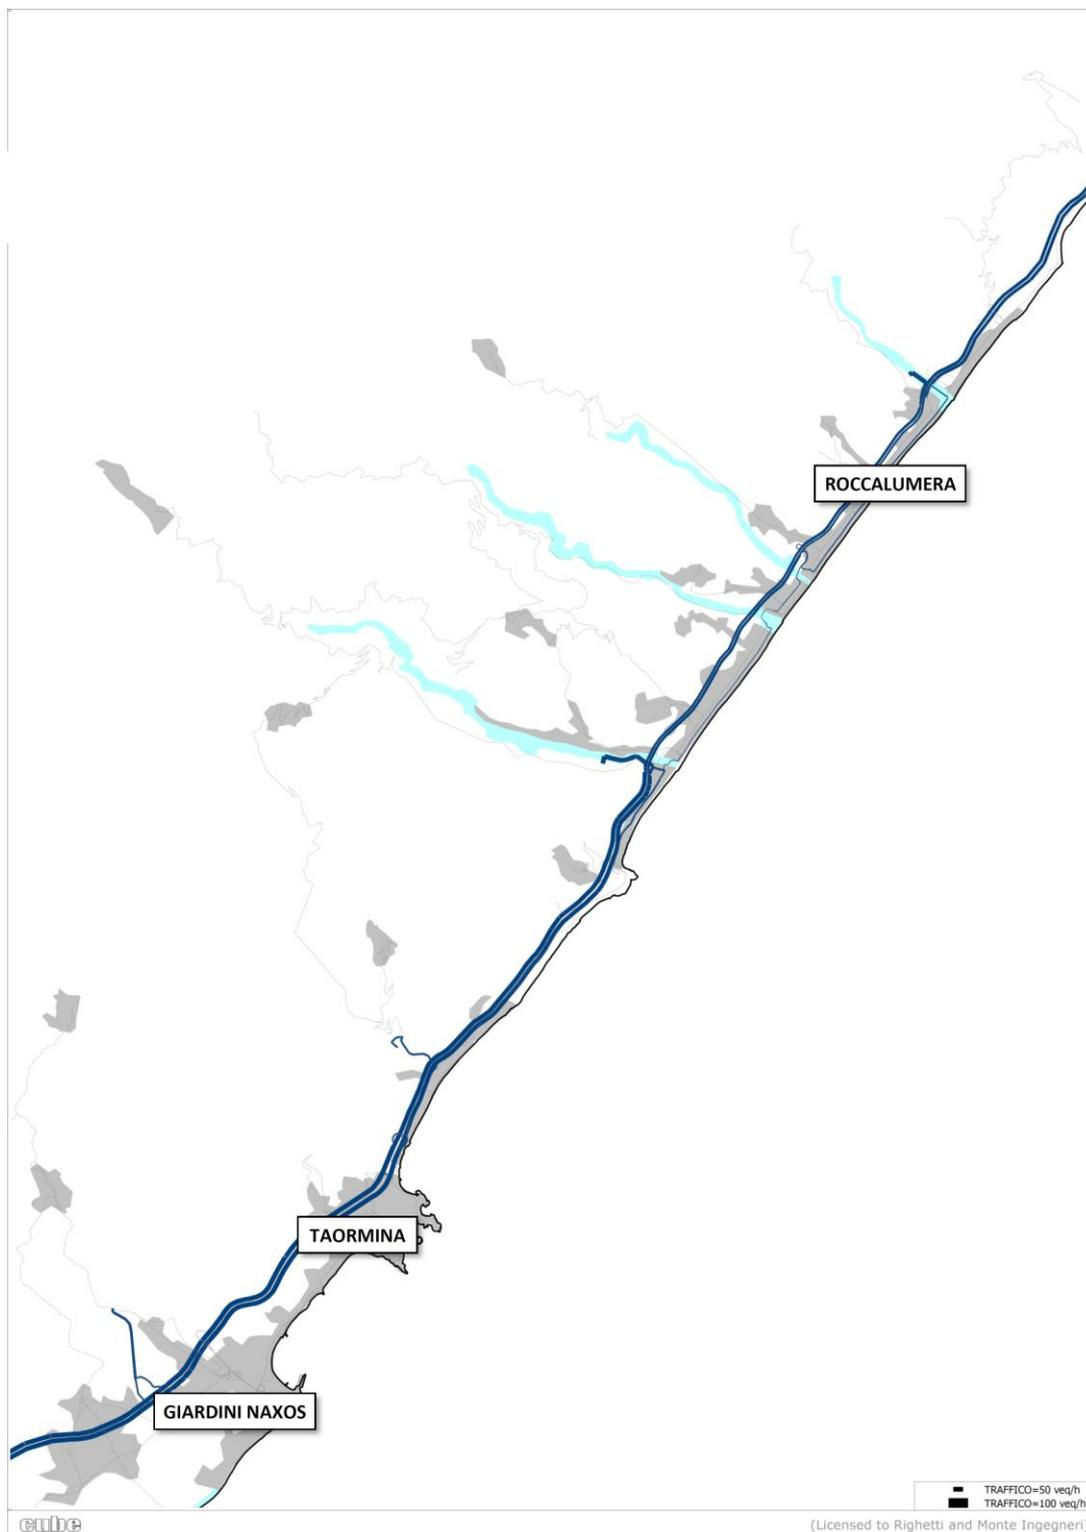 ROCCALUMERA
TAORMINA
GIARDINI NAXOS
TRAFFICO=50 veq/h
TRAFFICO=100 veq/h
cube
(Licensed to Righetti and Monte Ingegneri)